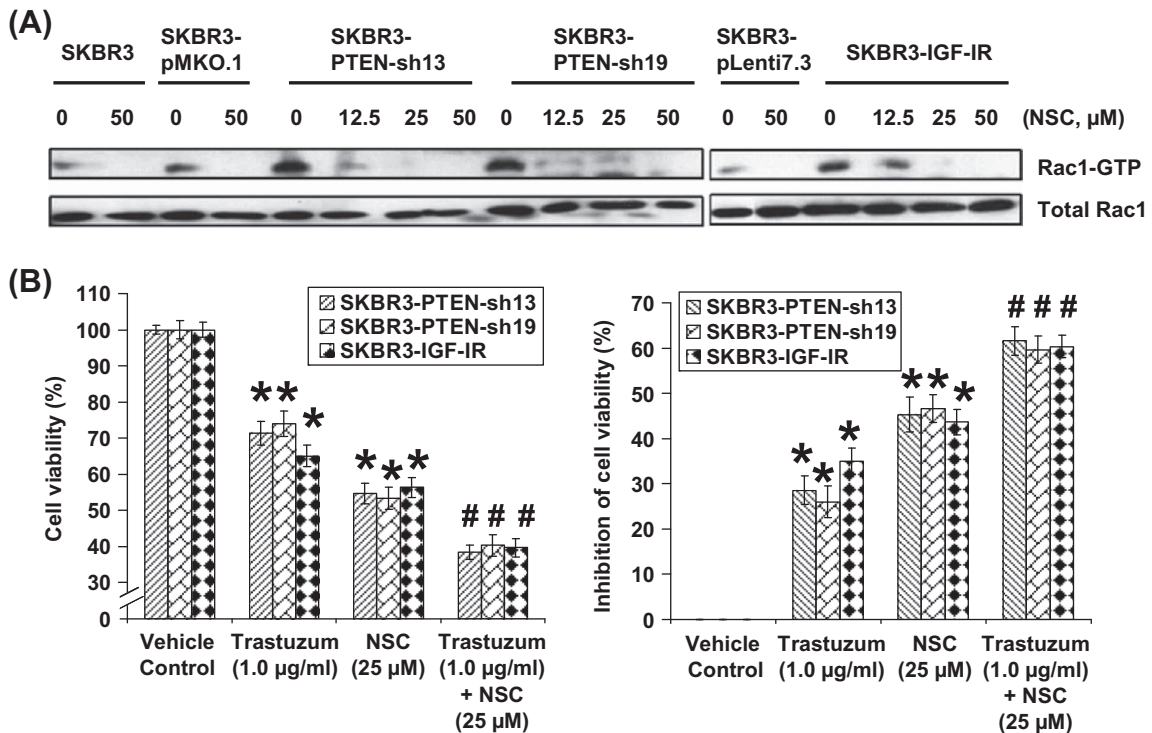 (A)
SKBR3
SKBR3-
pMKO.1
SKBR3-
PTEN-sh13
SKBR3-
PTEN-sh19
SKBR3-
pLenti7.3
SKBR3-IGF-IR
0 50 0 50 0 12.5 25 50 0 12.5 25 50 0 50 0 12.5 25 50 (NSC, µM)
Rac1-GTP
Total Rac1
(B)
Cell viability (%)
110
100
90
80
70
60
50
40
30
0
SKBR3-PTEN-sh13
SKBR3-PTEN-sh19
SKBR3-IGF-IR
* * *
* * *
# # #
Vehicle
Control
Trastuzum
(1.0 µg/ml)
NSC
(25 µM)
Trastuzum
(1.0 µg/ml)
+ NSC
(25 µM)
Inhibition of cell viability (%)
70
60
50
40
30
20
10
0
SKBR3-PTEN-sh13
SKBR3-PTEN-sh19
SKBR3-IGF-IR
* * *
* * *
# # #
Vehicle
Control
Trastuzum
(1.0 µg/ml)
NSC
(25 µM)
Trastuzum
(1.0 µg/ml)
+ NSC
(25 µM)